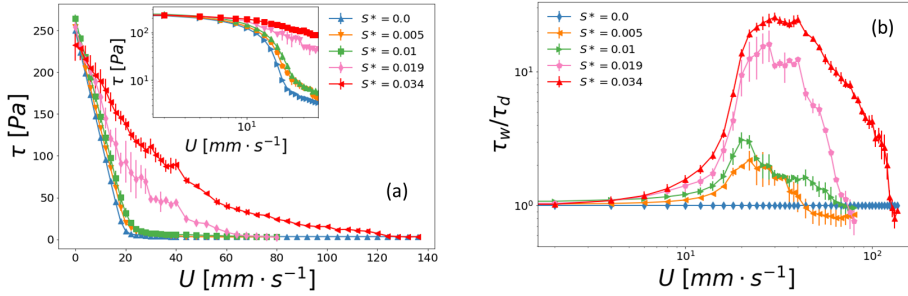 S* = 0.0
S* = 0.005
S* = 0.01
S* = 0.019
S* = 0.034
τ [Pa]
250
200
150
100
50
0
0 20 40 60 80 100 120 140
U [mm · s⁻¹]
(a)
τ [Pa]
10²
10¹
10¹
U [mm · s⁻¹]
(b)
S* = 0.0
S* = 0.005
S* = 0.01
S* = 0.019
S* = 0.034
τw/τd
10¹
10⁰
10¹ 10²
U [mm · s⁻¹]